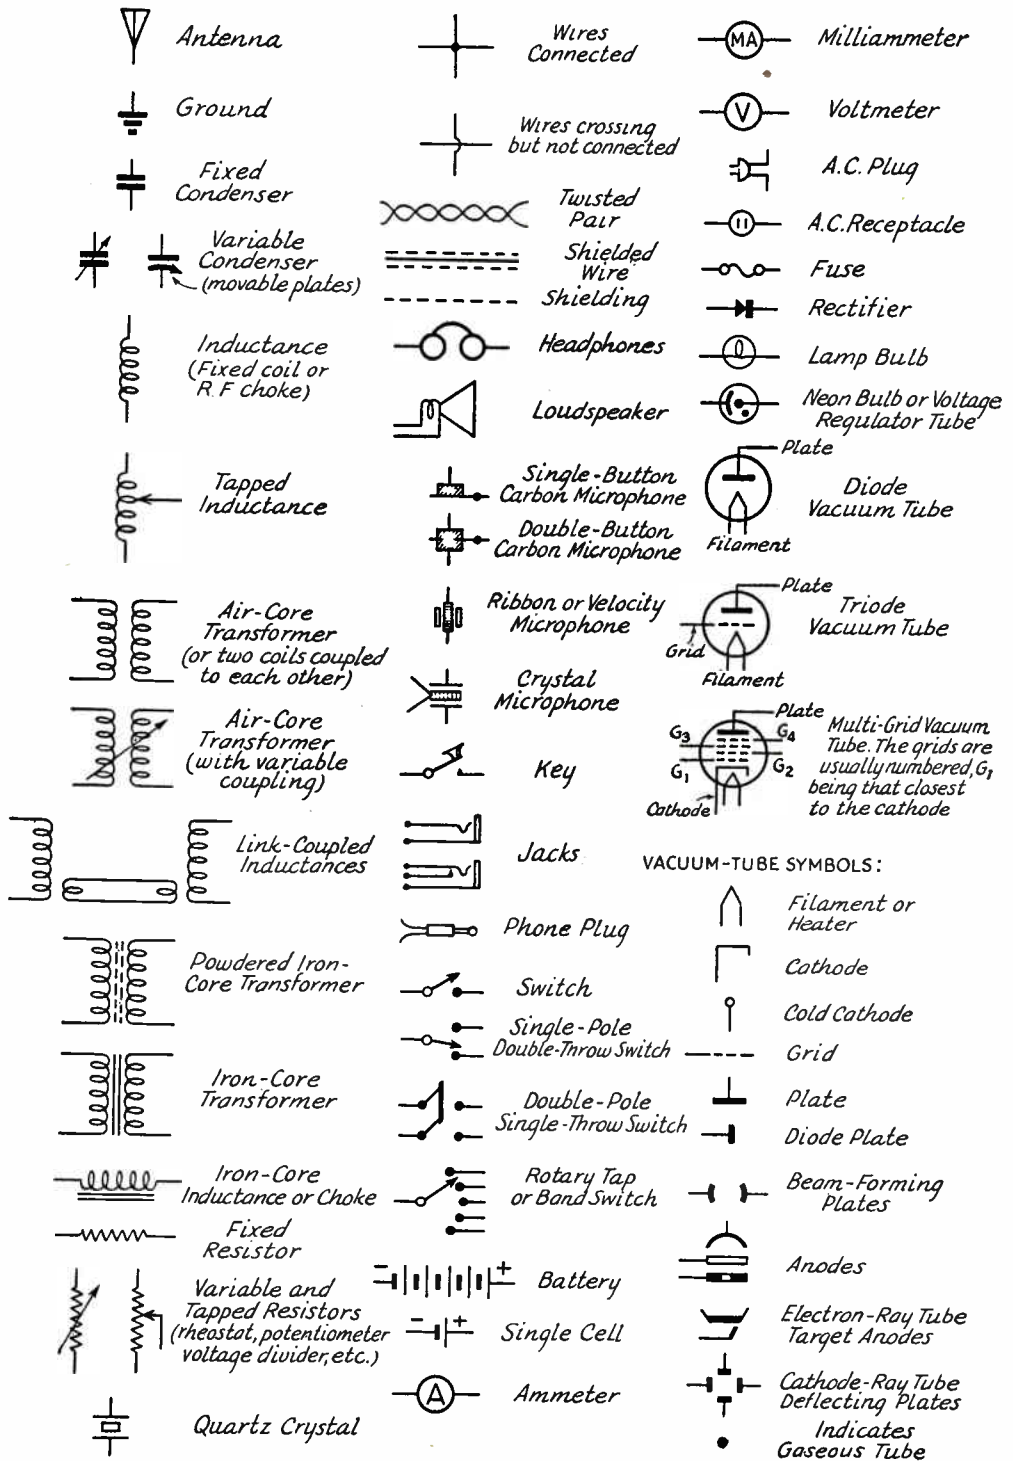 Antenna
Ground
Fixed
Condenser
Variable
Condenser
(movable plates)
Inductance
(Fixed coil or
R.F choke)
Tapped
Inductance
Air-Core
Transformer
(or two coils coupled
to each other)
Air-Core
Transformer
(with variable
coupling)
Link-Coupled
Inductances
Powdered Iron-
Core Transformer
Iron-Core
Transformer
Iron-Core
Inductance or Choke
Fixed
Resistor
Variable and
Tapped Resistors
(rheostat, potentiometer
voltage divider, etc.)
Quartz Crystal
Wires
Connected
Wires crossing
but not connected
Twisted
Pair
Shielded
Wire
Shielding
Headphones
Loudspeaker
Single-Button
Carbon Microphone
Double-Button
Carbon Microphone
Ribbon or Velocity
Microphone
Crystal
Microphone
Key
Jacks
Phone Plug
Switch
Single-Pole
Double-Throw Switch
Double-Pole
Single-Throw Switch
Rotary Tap
or Band Switch
- +
Battery
- +
Single Cell
A
Ammeter
MA
Milliammeter
V
Voltmeter
A.C. Plug
A.C. Receptacle
Fuse
Rectifier
Lamp Bulb
Neon Bulb or Voltage
Regulator Tube
Plate
Diode
Vacuum Tube
Filament
Plate
Triode
Vacuum Tube
Grid
Filament
Plate
G3 G4
G1 G2
Cathode
Multi-Grid Vacuum
Tube. The grids are
usually numbered, G1
being that closest
to the cathode
VACUUM-TUBE SYMBOLS:
Filament or
Heater
Cathode
Cold Cathode
Grid
Plate
Diode Plate
Beam-Forming
Plates
Anodes
Electron-Ray Tube
Target Anodes
Cathode-Ray Tube
Deflecting Plates
Indicates
Gaseous Tube